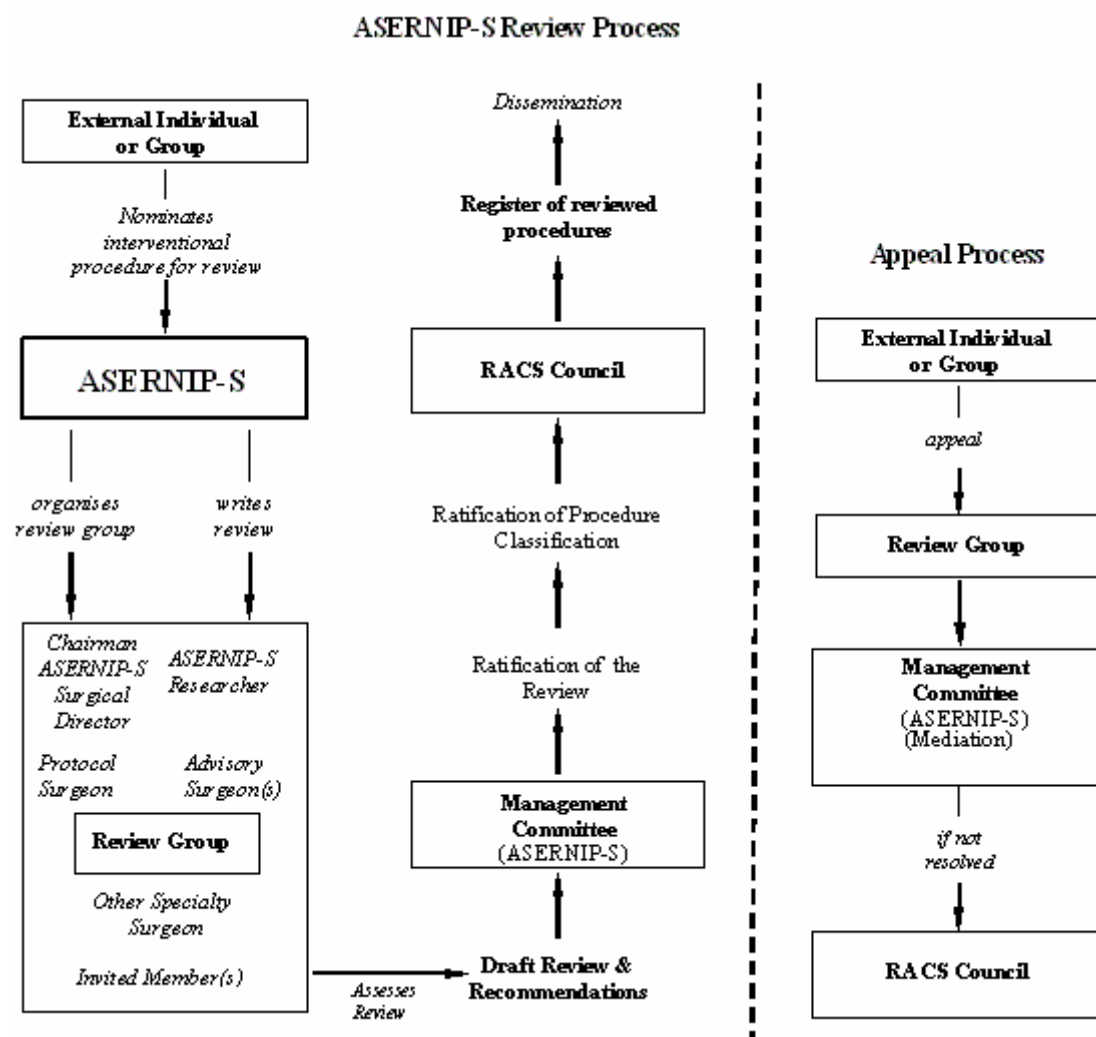 ASERNIP-S Review Process
External Individual
or Group
Nominates
interventional
procedure for review
ASERNIP-S
organises
review group
writes
review
Chairman
ASERNIP-S
Surgical
Director
ASERNIP-S
Researcher
Protocol
Surgeon
Advisory
Surgeon(s)
Review Group
Other Specialty
Surgeon
Invited Member(s)
Assesses
Review
Draft Review &
Recommendations
Management
Committee
(ASERNIP-S)
Ratification of the
Review
Ratification of Procedure
Classification
RACS Council
Register of reviewed
procedures
Dissemination
Appeal Process
External Individual
or Group
appeal
Review Group
Management
Committee
(ASERNIP-S)
(Mediation)
if not
resolved
RACS Council